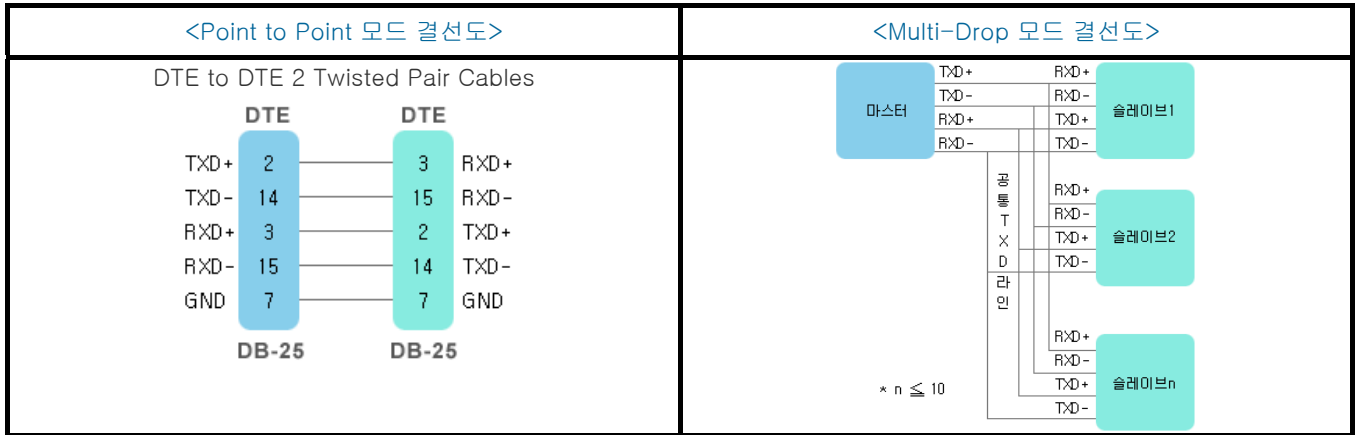 <Point to Point 모드 결선도>
<Multi-Drop 모드 결선도>
DTE to DTE 2 Twisted Pair Cables
DTE DTE
TXD+ 2 3 RXD+
TXD- 14 15 RXD-
RXD+ 3 2 TXD+
RXD- 15 14 TXD-
GND 7 7 GND
DB-25 DB-25
마스터
TXD+
TXD-
RXD+
RXD-
RXD+
RXD-
TXD+
TXD-
슬레이브1
공통TXD라인
RXD+
RXD-
TXD+
TXD-
슬레이브2
RXD+
RXD-
TXD+
TXD-
슬레이브n
* n ≦ 10